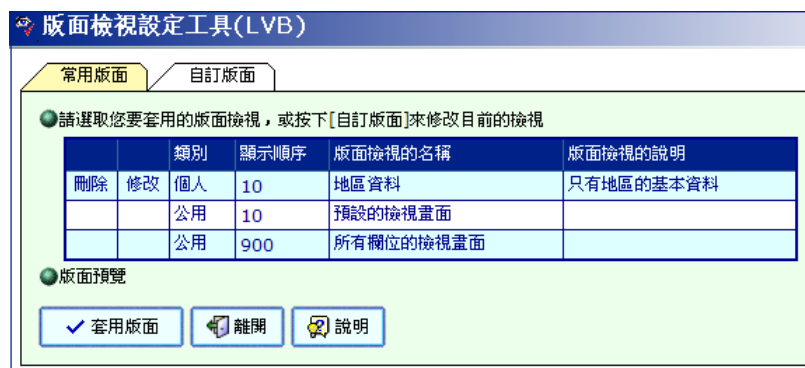 版面檢視設定工具(LVB)
常用版面 自訂版面
請選取您要套用的版面檢視，或按下[自訂版面]來修改目前的檢視
類別 顯示順序 版面檢視的名稱 版面檢視的說明
刪除 修改 個人 10 地區資料 只有地區的基本資料
公用 10 預設的檢視畫面
公用 900 所有欄位的檢視畫面
版面預覽
套用版面 離開 說明